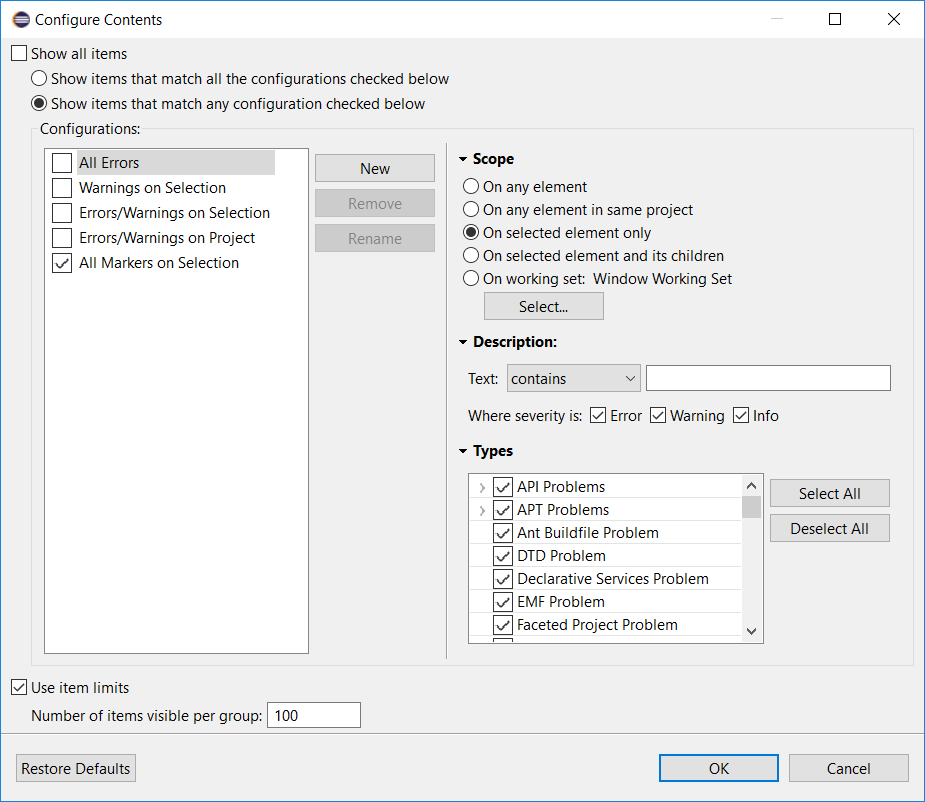 Configure Contents
Show all items
Show items that match all the configurations checked below
Show items that match any configuration checked below
Configurations:
All Errors
Warnings on Selection
Errors/Warnings on Selection
Errors/Warnings on Project
All Markers on Selection
New
Remove
Rename
Scope
On any element
On any element in same project
On selected element only
On selected element and its children
On working set: Window Working Set
Select...
Description:
Text: contains
Where severity is: Error Warning Info
Types
API Problems
APT Problems
Ant Buildfile Problem
DTD Problem
Declarative Services Problem
EMF Problem
Faceted Project Problem
Select All
Deselect All
Use item limits
Number of items visible per group: 100
Restore Defaults
OK
Cancel